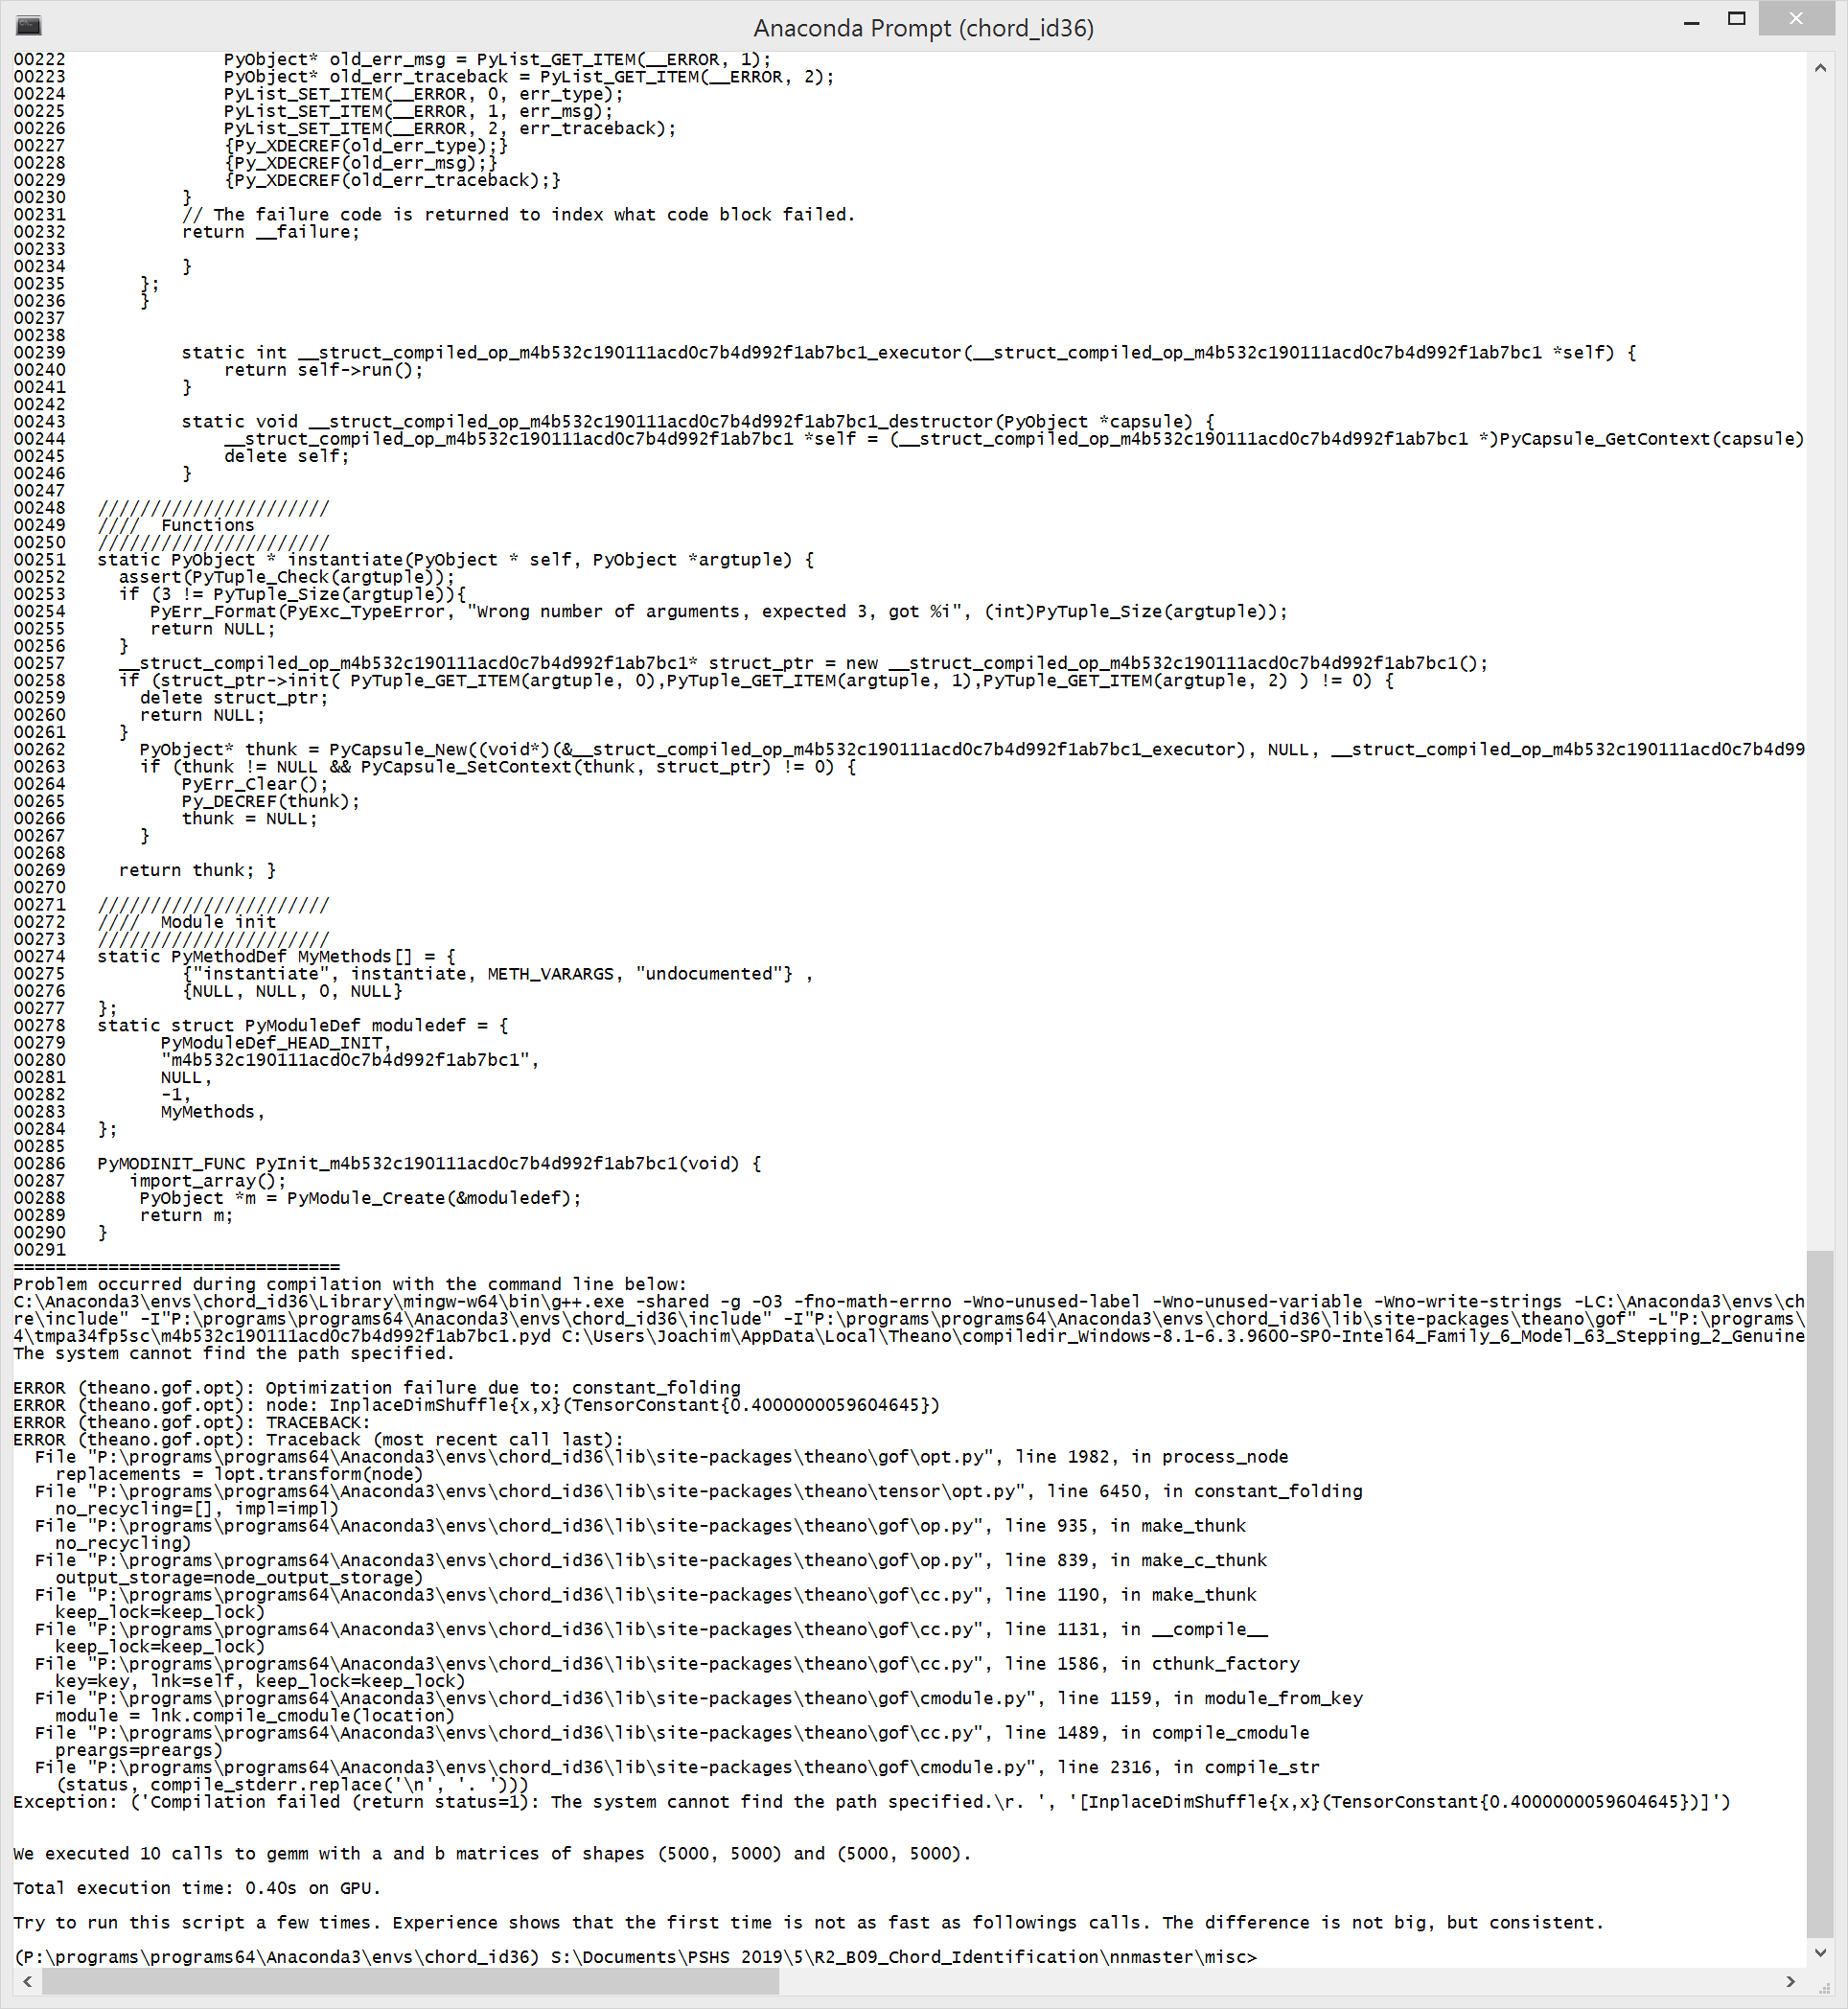 Anaconda Prompt (chord_id36)
00222               PyObject* old_err_msg = PyList_GET_ITEM(__ERROR, 1);
00223               PyObject* old_err_traceback = PyList_GET_ITEM(__ERROR, 2);
00224               PyList_SET_ITEM(__ERROR, 0, err_type);
00225               PyList_SET_ITEM(__ERROR, 1, err_msg);
00226               PyList_SET_ITEM(__ERROR, 2, err_traceback);
00227               {Py_XDECREF(old_err_type);}
00228               {Py_XDECREF(old_err_msg);}
00229               {Py_XDECREF(old_err_traceback);}
00230           }
00231           // The failure code is returned to index what code block failed.
00232           return __failure;
00233
00234           }
00235       };
00236       }
00237
00238
00239           static int __struct_compiled_op_m4b532c190111acd0c7b4d992f1ab7bc1_executor(__struct_compiled_op_m4b532c190111acd0c7b4d992f1ab7bc1 *self) {
00240               return self->run();
00241           }
00242
00243           static void __struct_compiled_op_m4b532c190111acd0c7b4d992f1ab7bc1_destructor(PyObject *capsule) {
00244               __struct_compiled_op_m4b532c190111acd0c7b4d992f1ab7bc1 *self = (__struct_compiled_op_m4b532c190111acd0c7b4d992f1ab7bc1 *)PyCapsule_GetContext(capsule)
00245               delete self;
00246           }
00247
00248   //////////////////////
00249   ////  Functions
00250   //////////////////////
00251   static PyObject * instantiate(PyObject * self, PyObject *argtuple) {
00252     assert(PyTuple_Check(argtuple));
00253     if (3 != PyTuple_Size(argtuple)){
00254        PyErr_Format(PyExc_TypeError, "Wrong number of arguments, expected 3, got %i", (int)PyTuple_Size(argtuple));
00255        return NULL;
00256     }
00257     __struct_compiled_op_m4b532c190111acd0c7b4d992f1ab7bc1* struct_ptr = new __struct_compiled_op_m4b532c190111acd0c7b4d992f1ab7bc1();
00258     if (struct_ptr->init( PyTuple_GET_ITEM(argtuple, 0),PyTuple_GET_ITEM(argtuple, 1),PyTuple_GET_ITEM(argtuple, 2) ) != 0) {
00259       delete struct_ptr;
00260       return NULL;
00261     }
00262       PyObject* thunk = PyCapsule_New((void*)(&__struct_compiled_op_m4b532c190111acd0c7b4d992f1ab7bc1_executor), NULL, __struct_compiled_op_m4b532c190111acd0c7b4d99
00263       if (thunk != NULL && PyCapsule_SetContext(thunk, struct_ptr) != 0) {
00264           PyErr_Clear();
00265           Py_DECREF(thunk);
00266           thunk = NULL;
00267       }
00268
00269     return thunk; }
00270
00271   //////////////////////
00272   ////  Module init
00273   //////////////////////
00274   static PyMethodDef MyMethods[] = {
00275           {"instantiate", instantiate, METH_VARARGS, "undocumented"} ,
00276           {NULL, NULL, 0, NULL}
00277   };
00278   static struct PyModuleDef moduledef = {
00279         PyModuleDef_HEAD_INIT,
00280         "m4b532c190111acd0c7b4d992f1ab7bc1",
00281         NULL,
00282         -1,
00283         MyMethods,
00284   };
00285
00286   PyMODINIT_FUNC PyInit_m4b532c190111acd0c7b4d992f1ab7bc1(void) {
00287      import_array();
00288       PyObject *m = PyModule_Create(&moduledef);
00289       return m;
00290   }
00291
===============================
Problem occurred during compilation with the command line below:
C:\Anaconda3\envs\chord_id36\Library\mingw-w64\bin\g++.exe -shared -g -O3 -fno-math-errno -Wno-unused-label -Wno-unused-variable -Wno-write-strings -LC:\Anaconda3\envs\ch
re\include" -I"P:\programs\programs64\Anaconda3\envs\chord_id36\include" -I"P:\programs\programs64\Anaconda3\envs\chord_id36\lib\site-packages\theano\gof" -L"P:\programs\
4\tmpa34fp5sc\m4b532c190111acd0c7b4d992f1ab7bc1.pyd C:\Users\Joachim\AppData\Local\Theano\compiledir_Windows-8.1-6.3.9600-SP0-Intel64_Family_6_Model_63_Stepping_2_Genuine
The system cannot find the path specified.

ERROR (theano.gof.opt): Optimization failure due to: constant_folding
ERROR (theano.gof.opt): node: InplaceDimShuffle{x,x}(TensorConstant{0.4000000059604645})
ERROR (theano.gof.opt): TRACEBACK:
ERROR (theano.gof.opt): Traceback (most recent call last):
  File "P:\programs\programs64\Anaconda3\envs\chord_id36\lib\site-packages\theano\gof\opt.py", line 1982, in process_node
    replacements = lopt.transform(node)
  File "P:\programs\programs64\Anaconda3\envs\chord_id36\lib\site-packages\theano\tensor\opt.py", line 6450, in constant_folding
    no_recycling=[], impl=impl)
  File "P:\programs\programs64\Anaconda3\envs\chord_id36\lib\site-packages\theano\gof\op.py", line 935, in make_thunk
    no_recycling)
  File "P:\programs\programs64\Anaconda3\envs\chord_id36\lib\site-packages\theano\gof\op.py", line 839, in make_c_thunk
    output_storage=node_output_storage)
  File "P:\programs\programs64\Anaconda3\envs\chord_id36\lib\site-packages\theano\gof\cc.py", line 1190, in make_thunk
    keep_lock=keep_lock)
  File "P:\programs\programs64\Anaconda3\envs\chord_id36\lib\site-packages\theano\gof\cc.py", line 1131, in __compile__
    keep_lock=keep_lock)
  File "P:\programs\programs64\Anaconda3\envs\chord_id36\lib\site-packages\theano\gof\cc.py", line 1586, in cthunk_factory
    key=key, lnk=self, keep_lock=keep_lock)
  File "P:\programs\programs64\Anaconda3\envs\chord_id36\lib\site-packages\theano\gof\cmodule.py", line 1159, in module_from_key
    module = lnk.compile_cmodule(location)
  File "P:\programs\programs64\Anaconda3\envs\chord_id36\lib\site-packages\theano\gof\cc.py", line 1489, in compile_cmodule
    preargs=preargs)
  File "P:\programs\programs64\Anaconda3\envs\chord_id36\lib\site-packages\theano\gof\cmodule.py", line 2316, in compile_str
    (status, compile_stderr.replace('\n', '. ')))
Exception: ('Compilation failed (return status=1): The system cannot find the path specified.\r. ', '[InplaceDimShuffle{x,x}(TensorConstant{0.4000000059604645})]')

We executed 10 calls to gemm with a and b matrices of shapes (5000, 5000) and (5000, 5000).

Total execution time: 0.40s on GPU.

Try to run this script a few times. Experience shows that the first time is not as fast as followings calls. The difference is not big, but consistent.

(P:\programs\programs64\Anaconda3\envs\chord_id36) S:\Documents\PSHS 2019\5\R2_B09_Chord_Identification\nnmaster\misc>